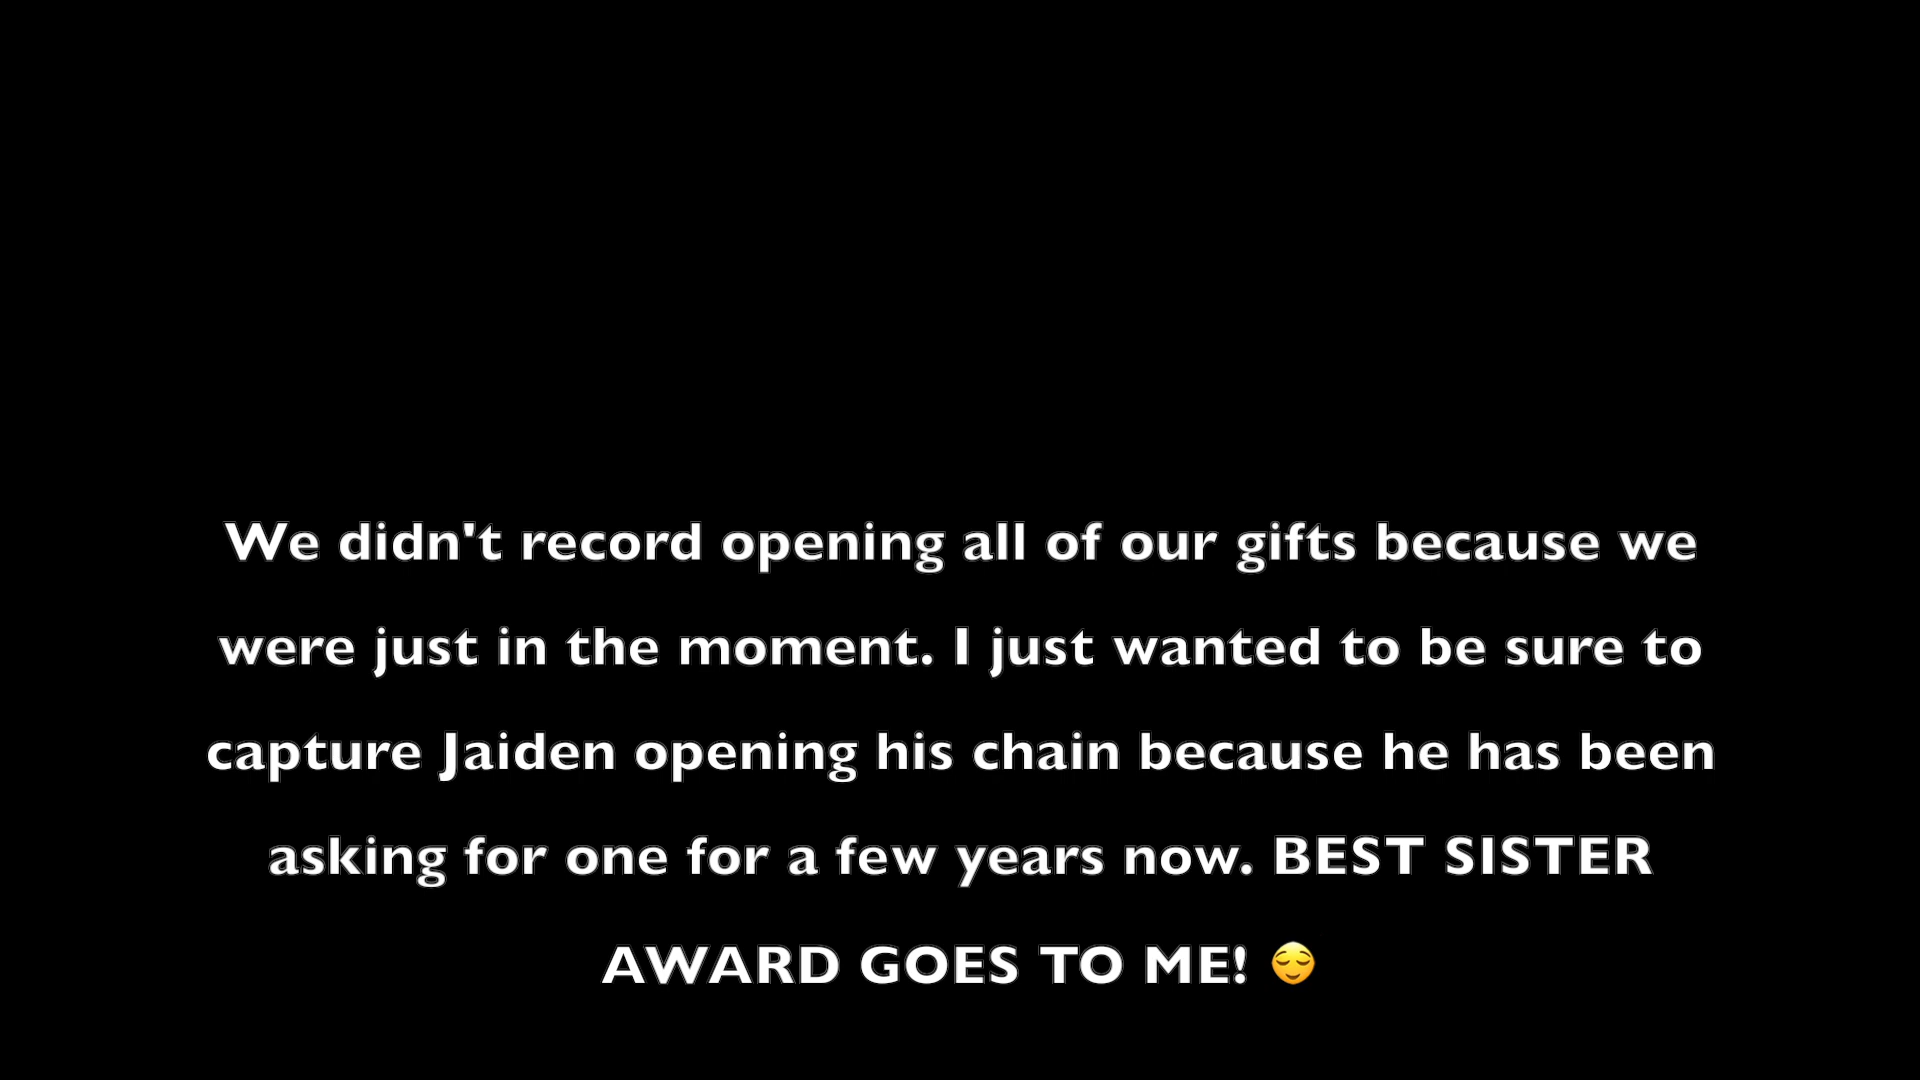 We didn't record opening all of our gifts because we
were just in the moment. I just wanted to be sure to
capture Jaiden opening his chain because he has been
asking for one for a few years now. BEST SISTER
AWARD GOES TO ME! 😌